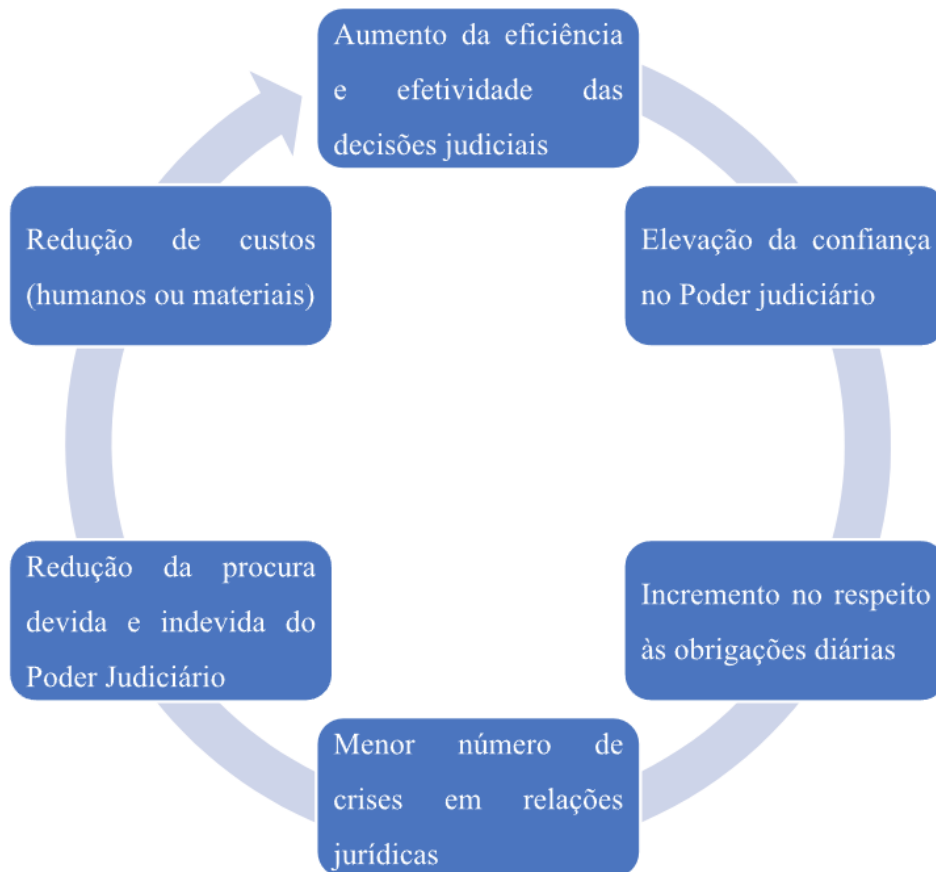 Aumento da eficiência
e efetividade das
decisões judiciais
Elevação da confiança
no Poder judiciário
Incremento no respeito
às obrigações diárias
Menor número de
crises em relações
jurídicas
Redução da procura
devida e indevida do
Poder Judiciário
Redução de custos
(humanos ou materiais)